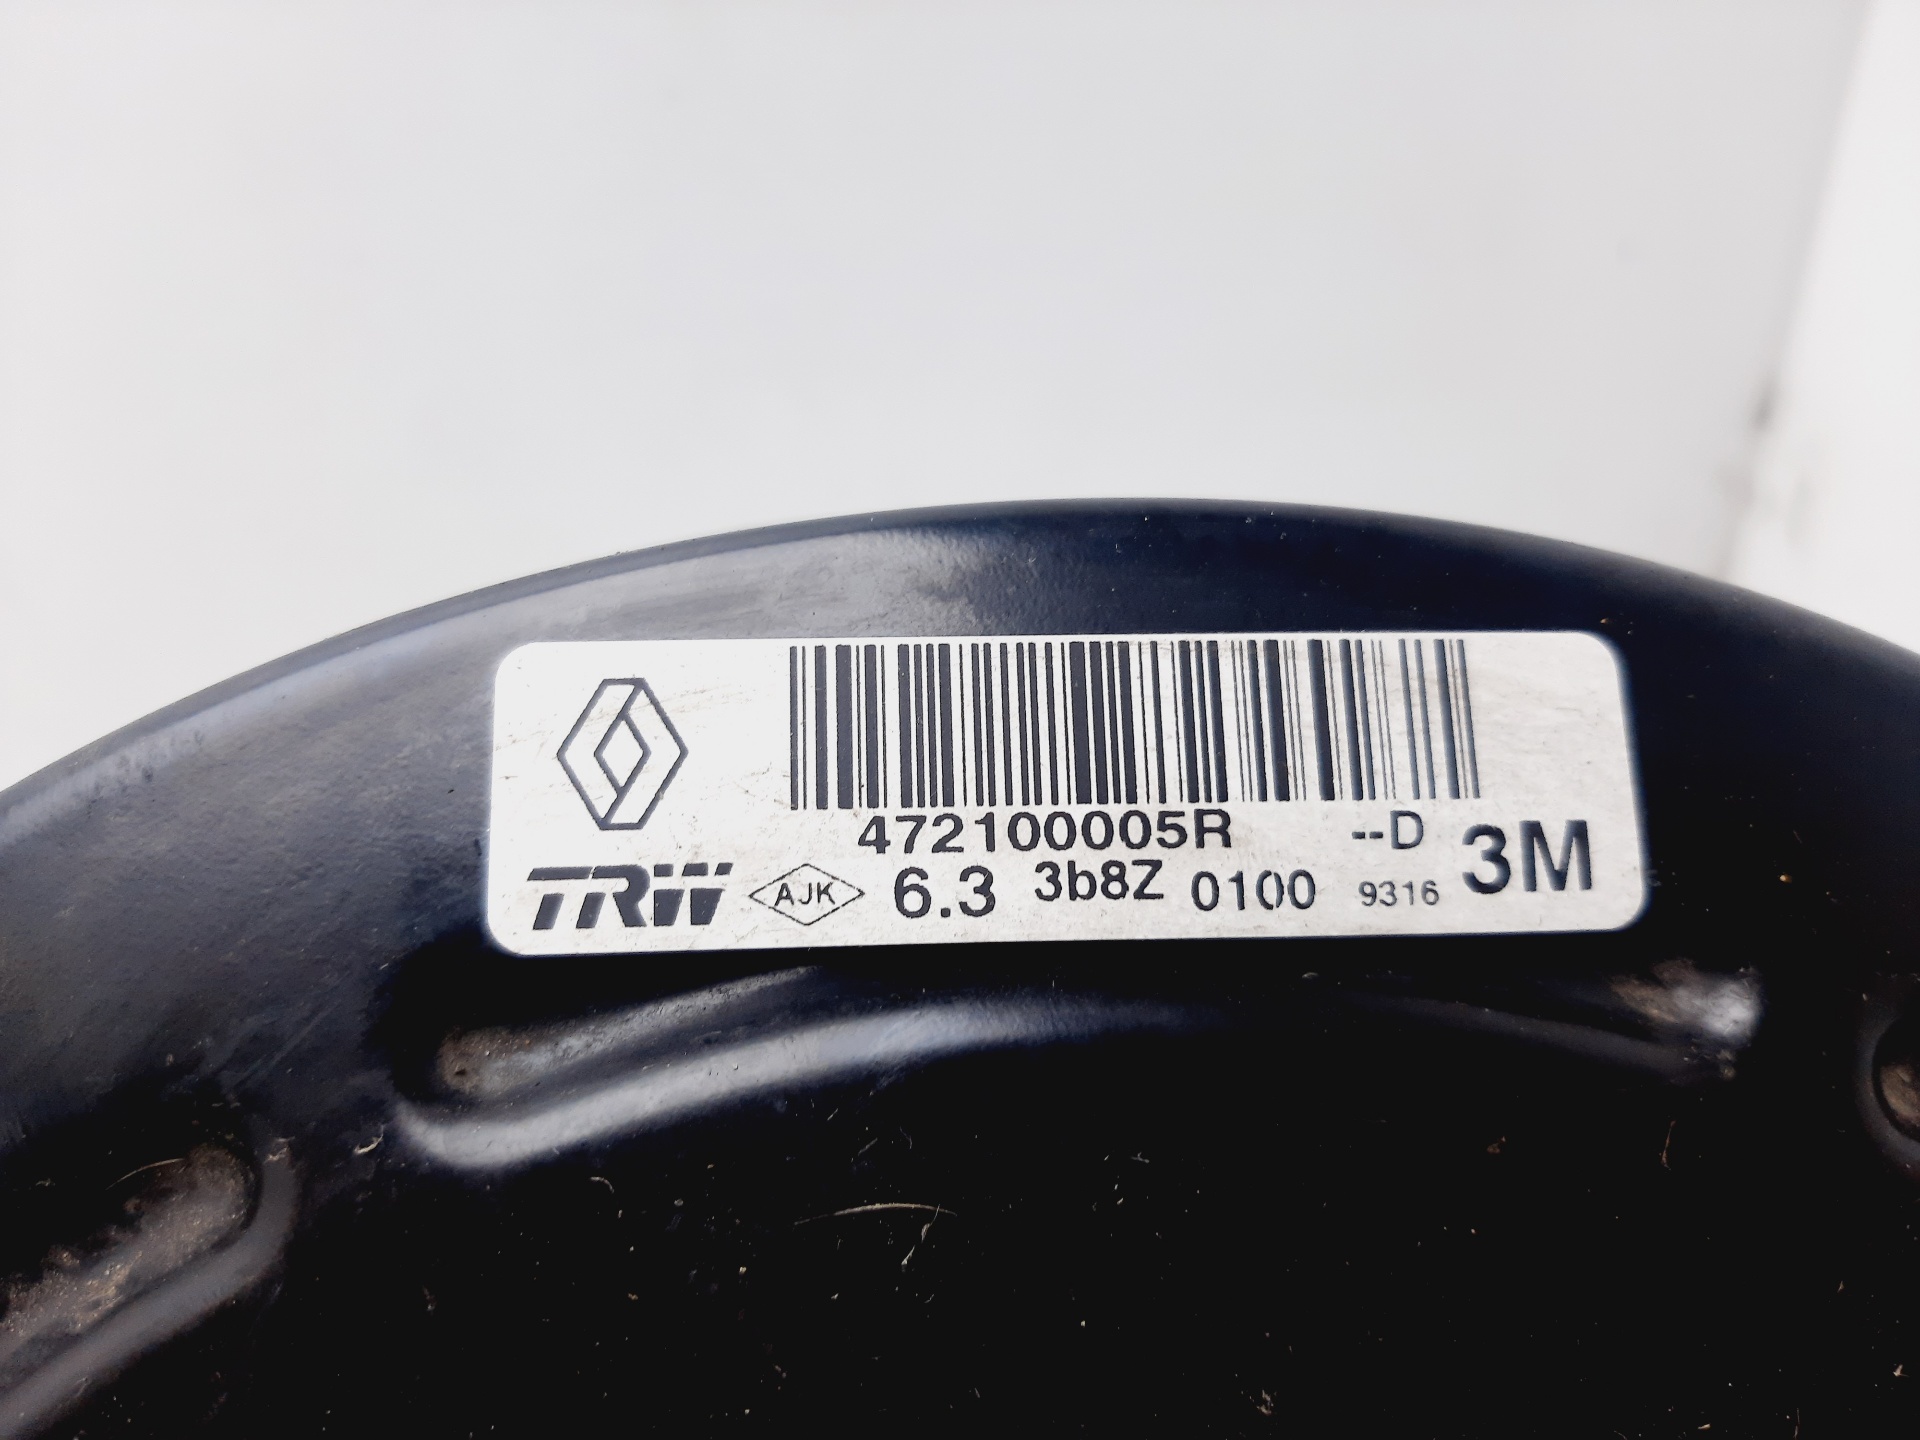 472100005R --D
TRW AJK 6.3 3b8Z 0100 9316 3M